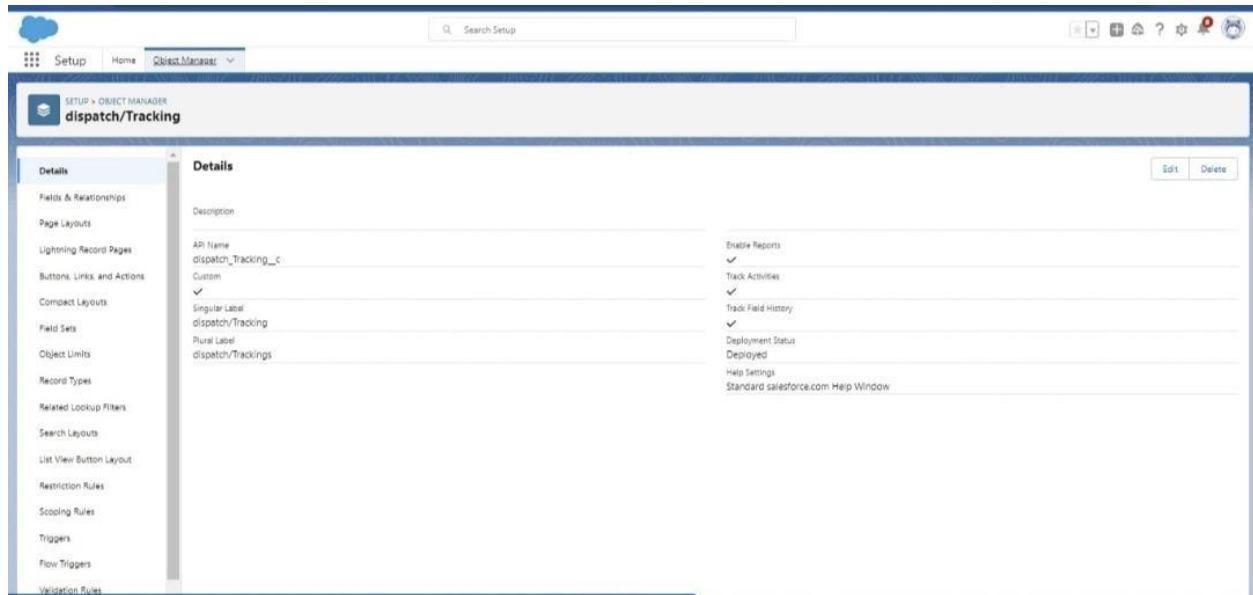 Search Setup
Setup Home Object Manager
SETUP > OBJECT MANAGER
dispatch/Tracking
Details
Fields & Relationships
Page Layouts
Lightning Record Pages
Buttons, Links, and Actions
Compact Layouts
Field Sets
Object Limits
Record Types
Related Lookup Filters
Search Layouts
List View Button Layout
Restriction Rules
Scoping Rules
Triggers
Flow Triggers
Validation Rules
Details
Edit Delete
Description
API Name
dispatch_Tracking__c
Custom
Singular Label
dispatch/Tracking
Plural Label
dispatch/Trackings
Enable Reports
Track Activities
Track Field History
Deployment Status
Deployed
Help Settings
Standard salesforce.com Help Window